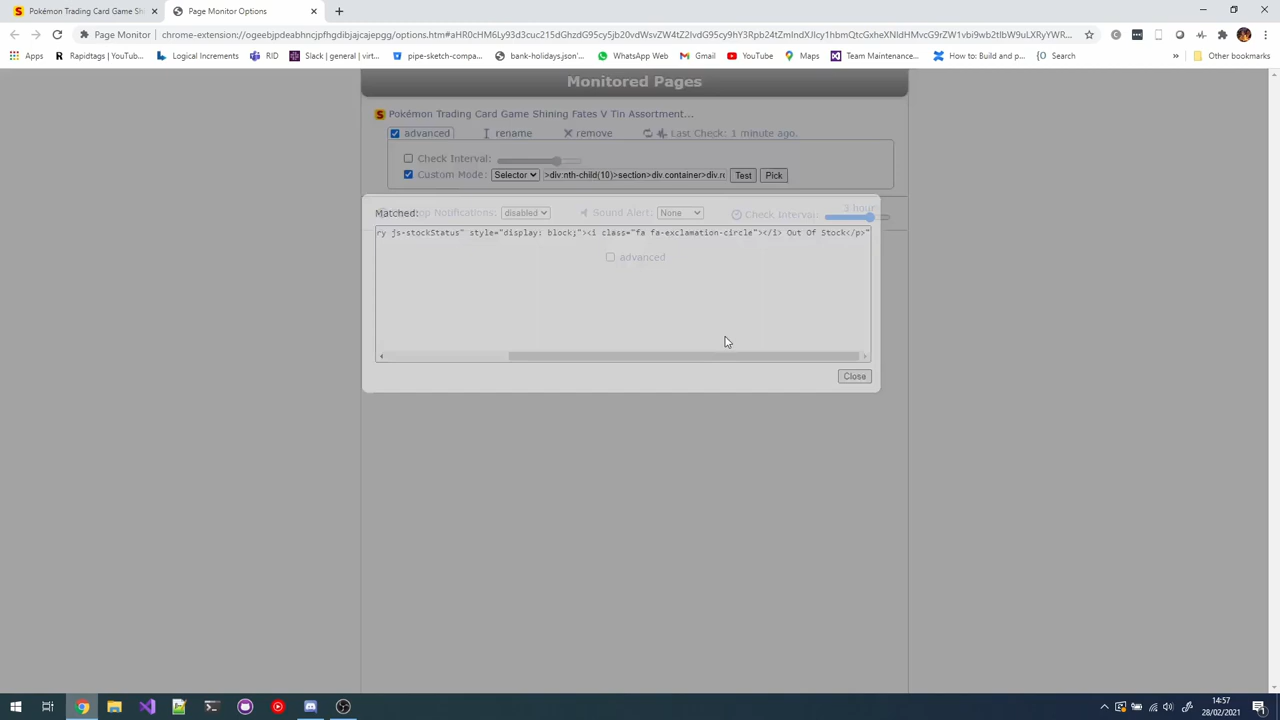 Pokémon Trading Card Game Shi
Page Monitor Options
Page Monitor
chrome-extension://ogeebjpdeabhncjpfhgdibjajcajepgg/options.htm
Apps
Rapidtags | YouTub...
Logical Increments
RID
Slack | general | virt...
pipe-sketch-compa...
bank-holidays.json'...
WhatsApp Web
Gmail
YouTube
Maps
Team Maintenance...
How to: Build and p...
Search
»
Other bookmarks
Monitored Pages
Pokémon Trading Card Game Shining Fates V Tin Assortment...
advanced
rename
remove
Last Check: 1 minute ago.
Check Interval:
Custom Mode:
Selector
>div:nth-child(10)>section>div.container>div.ro
Test
Pick
Matched:
Notifications:
disabled
Sound Alert:
None
Check Interval:
3 hour
ry js-stockStatus" style="display: block;"><i class="fa fa-exclamation-circle"></i> Out Of Stock</p>"
advanced
Close
14:57
28/02/2021